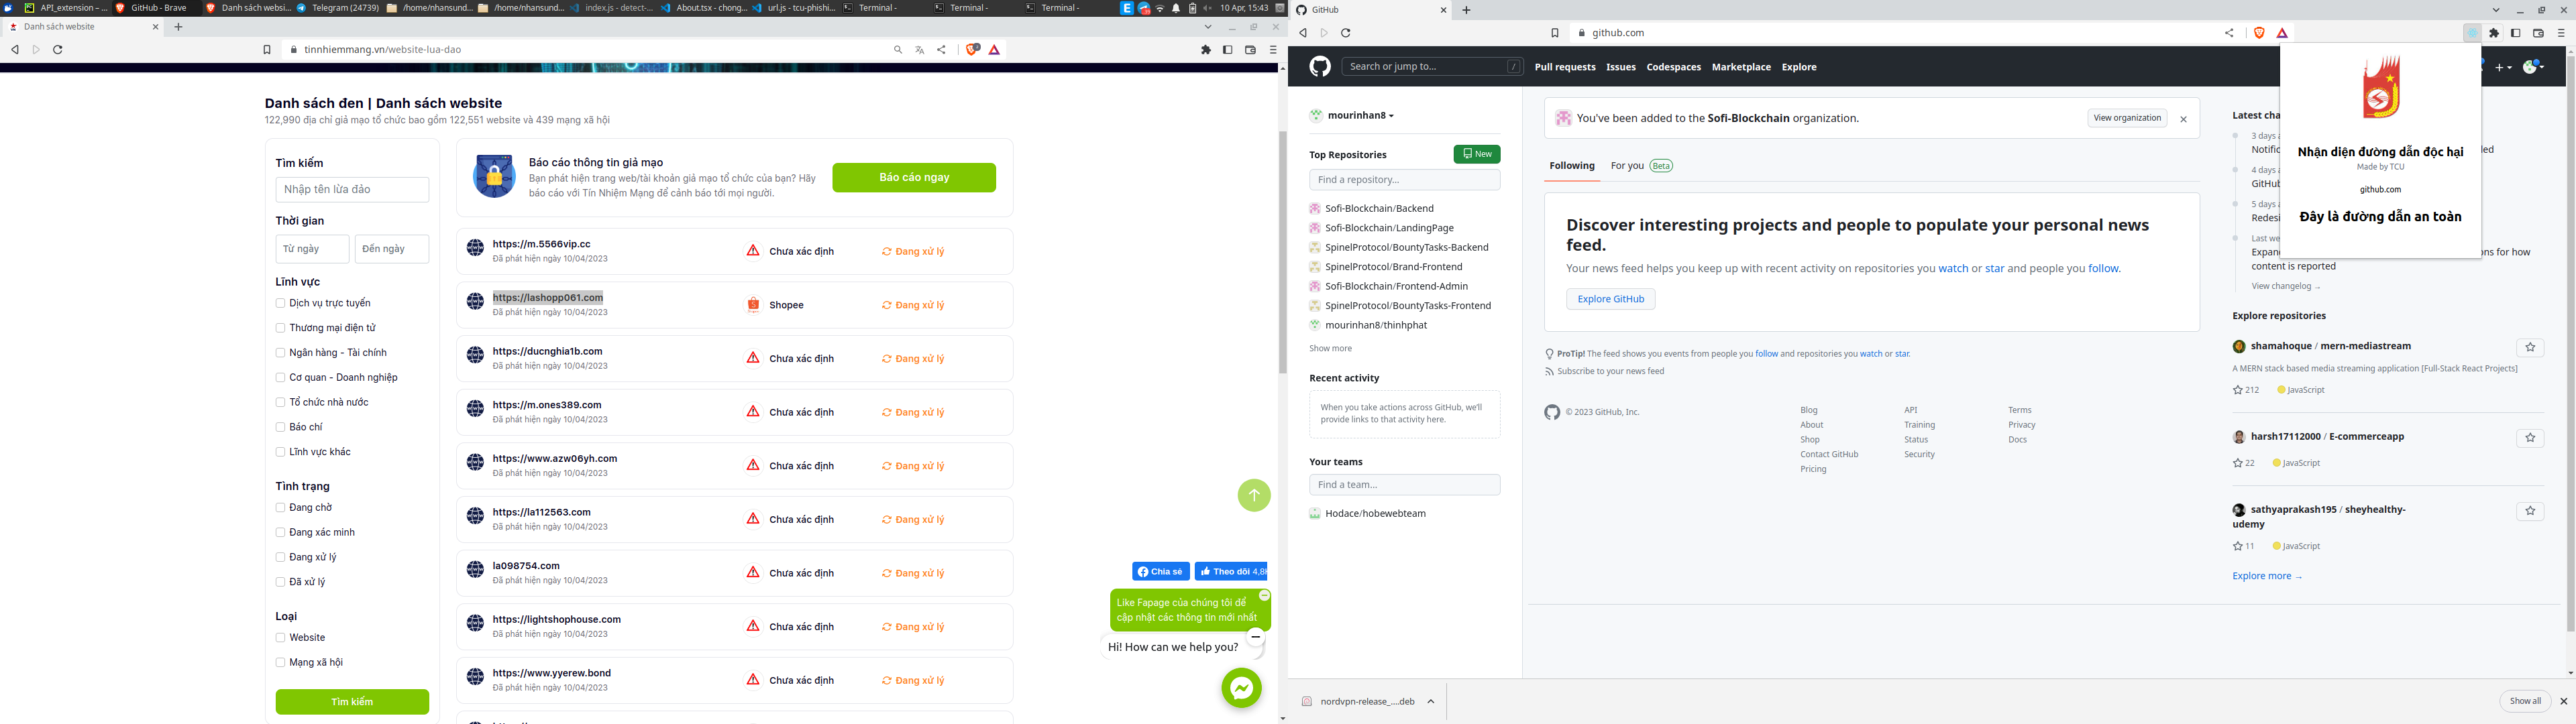 API_extension – ...
GitHub - Brave
Danh sách websi...
Telegram (24739)
/home/nhansund...
/home/nhansund...
index.js - detect-...
About.tsx - chong...
url.js - tcu-phishi...
Terminal -
Terminal -
Terminal -
10 Apr, 15:43
Danh sách website
tinnhiemmang.vn/website-lua-dao
Danh sách đen | Danh sách website
122,990 địa chỉ giả mạo tổ chức bao gồm 122,551 website và 439 mạng xã hội
Tìm kiếm
Nhập tên lừa đảo
Thời gian
Từ ngày
Đến ngày
Lĩnh vực
Dịch vụ trực tuyến
Thương mại điện tử
Ngân hàng - Tài chính
Cơ quan - Doanh nghiệp
Tổ chức nhà nước
Báo chí
Lĩnh vực khác
Tình trạng
Đang chờ
Đang xác minh
Đang xử lý
Đã xử lý
Loại
Website
Mạng xã hội
Tìm kiếm
Báo cáo thông tin giả mạo
Bạn phát hiện trang web/tài khoản giả mạo tổ chức của bạn? Hãy
báo cáo với Tín Nhiệm Mạng để cảnh báo tới mọi người.
Báo cáo ngay
https://m.5566vip.cc
Đã phát hiện ngày 10/04/2023
Chưa xác định
Đang xử lý
https://lashopp061.com
Đã phát hiện ngày 10/04/2023
Shopee
Đang xử lý
https://ducnghia1b.com
Đã phát hiện ngày 10/04/2023
Chưa xác định
Đang xử lý
https://m.ones389.com
Đã phát hiện ngày 10/04/2023
Chưa xác định
Đang xử lý
https://www.azw06yh.com
Đã phát hiện ngày 10/04/2023
Chưa xác định
Đang xử lý
https://la112563.com
Đã phát hiện ngày 10/04/2023
Chưa xác định
Đang xử lý
la098754.com
Đã phát hiện ngày 10/04/2023
Chưa xác định
Đang xử lý
https://lightshophouse.com
Đã phát hiện ngày 10/04/2023
Chưa xác định
Đang xử lý
https://www.yyerew.bond
Đã phát hiện ngày 10/04/2023
Chưa xác định
Đang xử lý
Chia sẻ
Theo dõi 4,8K
Like Fapage của chúng tôi để
cập nhật các thông tin mới nhất
Hi! How can we help you?
GitHub
github.com
Search or jump to...
/
Pull requests
Issues
Codespaces
Marketplace
Explore
mourinhan8
Top Repositories
New
Find a repository...
Sofi-Blockchain/Backend
Sofi-Blockchain/LandingPage
SpinelProtocol/BountyTasks-Backend
SpinelProtocol/Brand-Frontend
Sofi-Blockchain/Frontend-Admin
SpinelProtocol/BountyTasks-Frontend
mourinhan8/thinhphat
Show more
Recent activity
When you take actions across GitHub, we'll
provide links to that activity here.
Your teams
Find a team...
Hodace/hobewebteam
You've been added to the Sofi-Blockchain organization.
View organization
Following
For you
Beta
Discover interesting projects and people to populate your personal news
feed.
Your news feed helps you keep up with recent activity on repositories you watch or star and people you follow.
Explore GitHub
ProTip! The feed shows you events from people you follow and repositories you watch or star.
Subscribe to your news feed
© 2023 GitHub, Inc.
Blog
About
Shop
Contact GitHub
Pricing
API
Training
Status
Security
Terms
Privacy
Docs
Nhận diện đường dẫn độc hại
Made by TCU
github.com
Đây là đường dẫn an toàn
Latest cha
3 days a
Notific
ded
4 days a
GitHub
5 days a
Redesi
Last we
Expan
ons for how
content is reported
View changelog →
Explore repositories
shamahoque / mern-mediastream
A MERN stack based media streaming application [Full-Stack React Projects]
212
JavaScript
harsh17112000 / E-commerceapp
22
JavaScript
sathyaprakash195 / sheyhealthy-
udemy
11
JavaScript
Explore more →
nordvpn-release_....deb
Show all